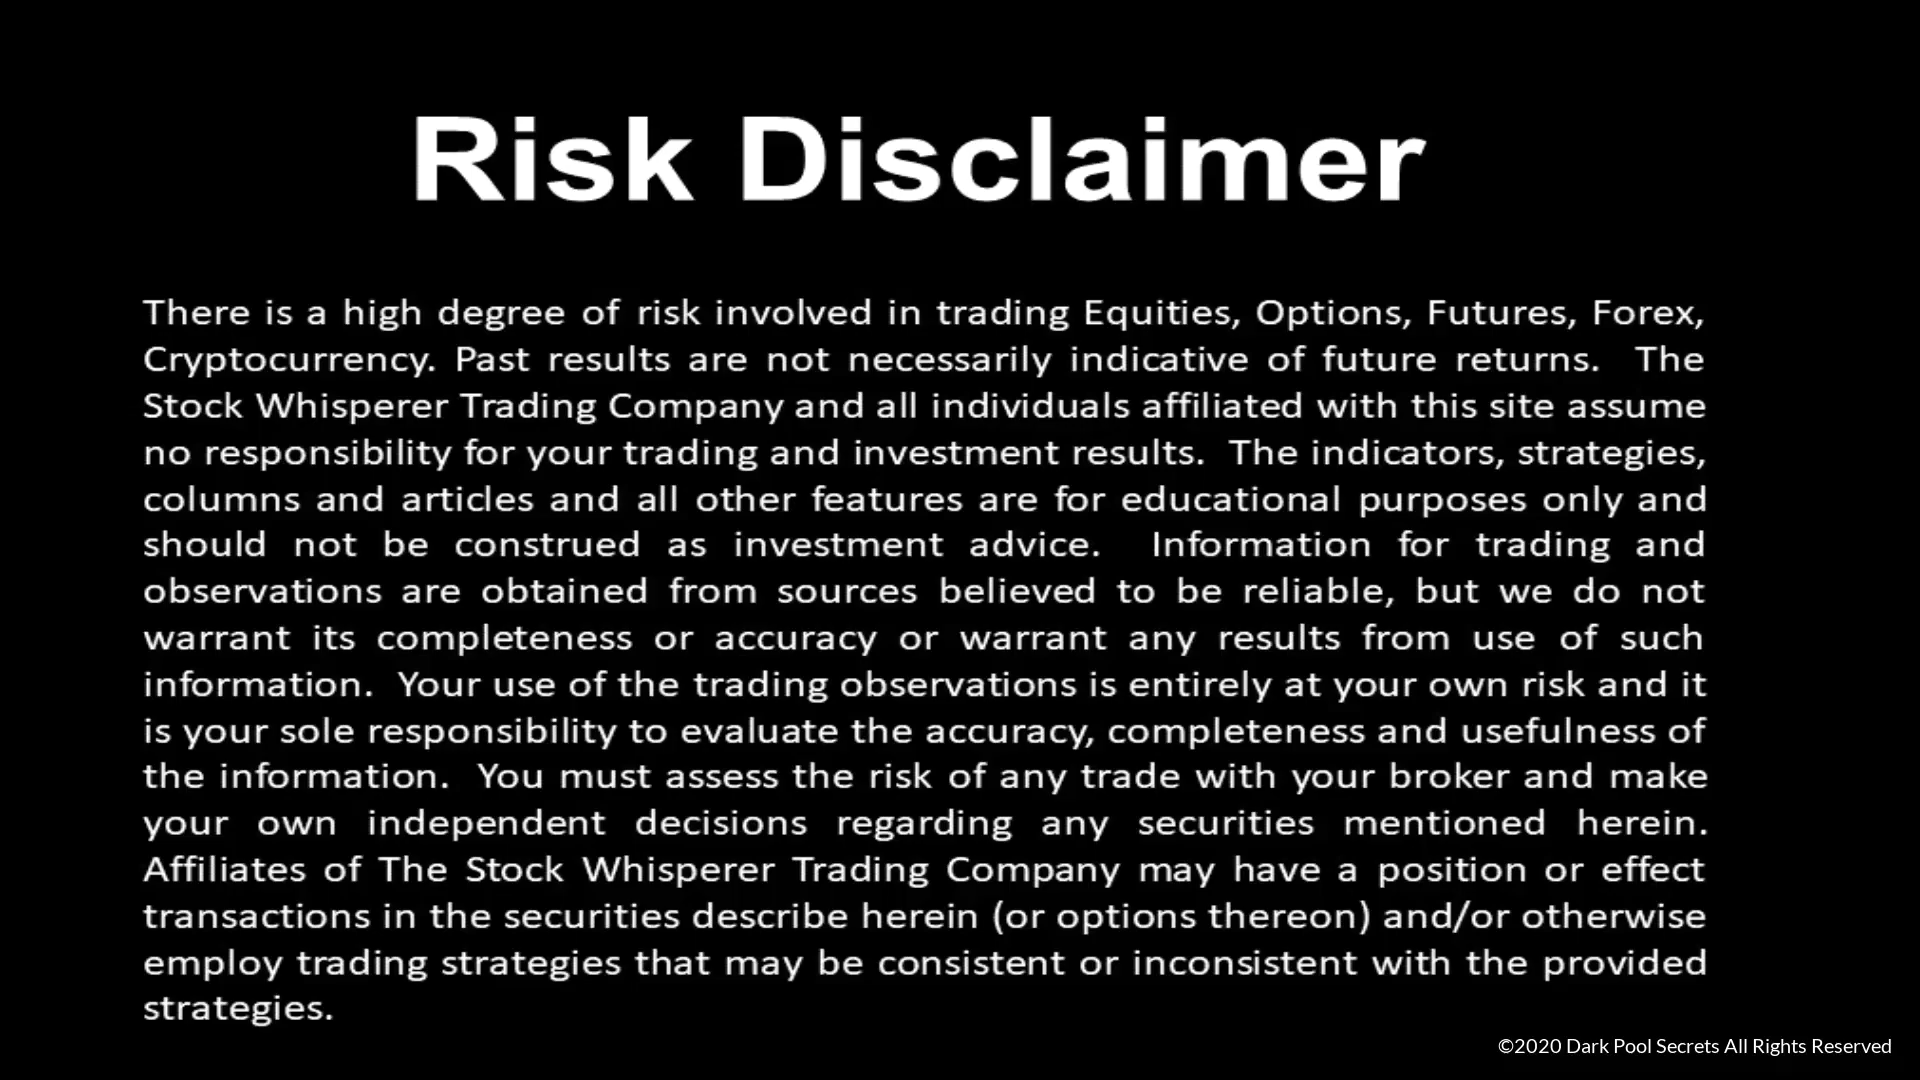 Risk Disclaimer
There is a high degree of risk involved in trading Equities, Options, Futures, Forex,
Cryptocurrency. Past results are not necessarily indicative of future returns. The
Stock Whisperer Trading Company and all individuals affiliated with this site assume
no responsibility for your trading and investment results. The indicators, strategies,
columns and articles and all other features are for educational purposes only and
should not be construed as investment advice. Information for trading and
observations are obtained from sources believed to be reliable, but we do not
warrant its completeness or accuracy or warrant any results from use of such
information. Your use of the trading observations is entirely at your own risk and it
is your sole responsibility to evaluate the accuracy, completeness and usefulness of
the information. You must assess the risk of any trade with your broker and make
your own independent decisions regarding any securities mentioned herein.
Affiliates of The Stock Whisperer Trading Company may have a position or effect
transactions in the securities describe herein (or options thereon) and/or otherwise
employ trading strategies that may be consistent or inconsistent with the provided
strategies.
©2020 Dark Pool Secrets All Rights Reserved